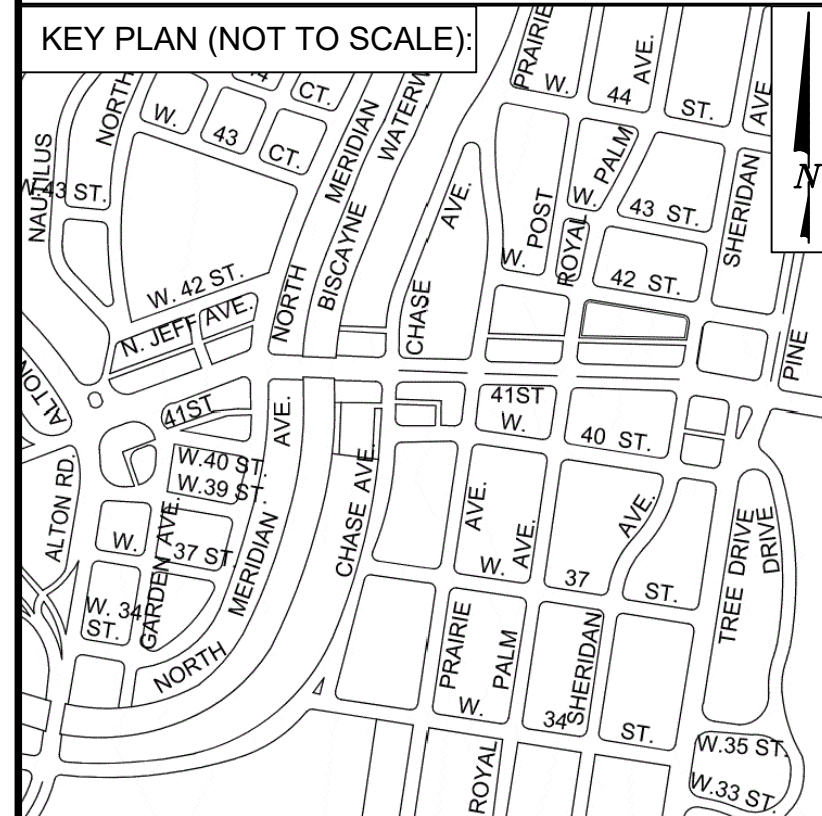 KEY PLAN (NOT TO SCALE):
N
PRAIRIE
W. 44 ST.
AVE.
AVE
CT.
W. 43 CT.
NORTH
NAUTILUS
W.43 ST.
NORTH MERIDIAN
BISCAYNE WATERW
CHASE AVE.
W. 43 ST.
ROYAL PALM
POST
SHERIDAN
W. 42 ST.
W. 42 ST.
N. JEFF AVE.
PINE
ALTON
41ST
41ST
W. 40 ST.
AVE.
W.40 ST.
W.39 ST.
ALTON RD.
CHASE AVE.
W. 37 ST.
GARDEN AVE.
NORTH MERIDIAN
AVE.
AVE.
AVE.
W. 37 ST.
TREE DRIVE
DRIVE
W. 34
ST.
PRAIRIE
PALM
SHERIDAN
W. 34 ST.
ROYAL
W.35 ST.
W.33 ST.